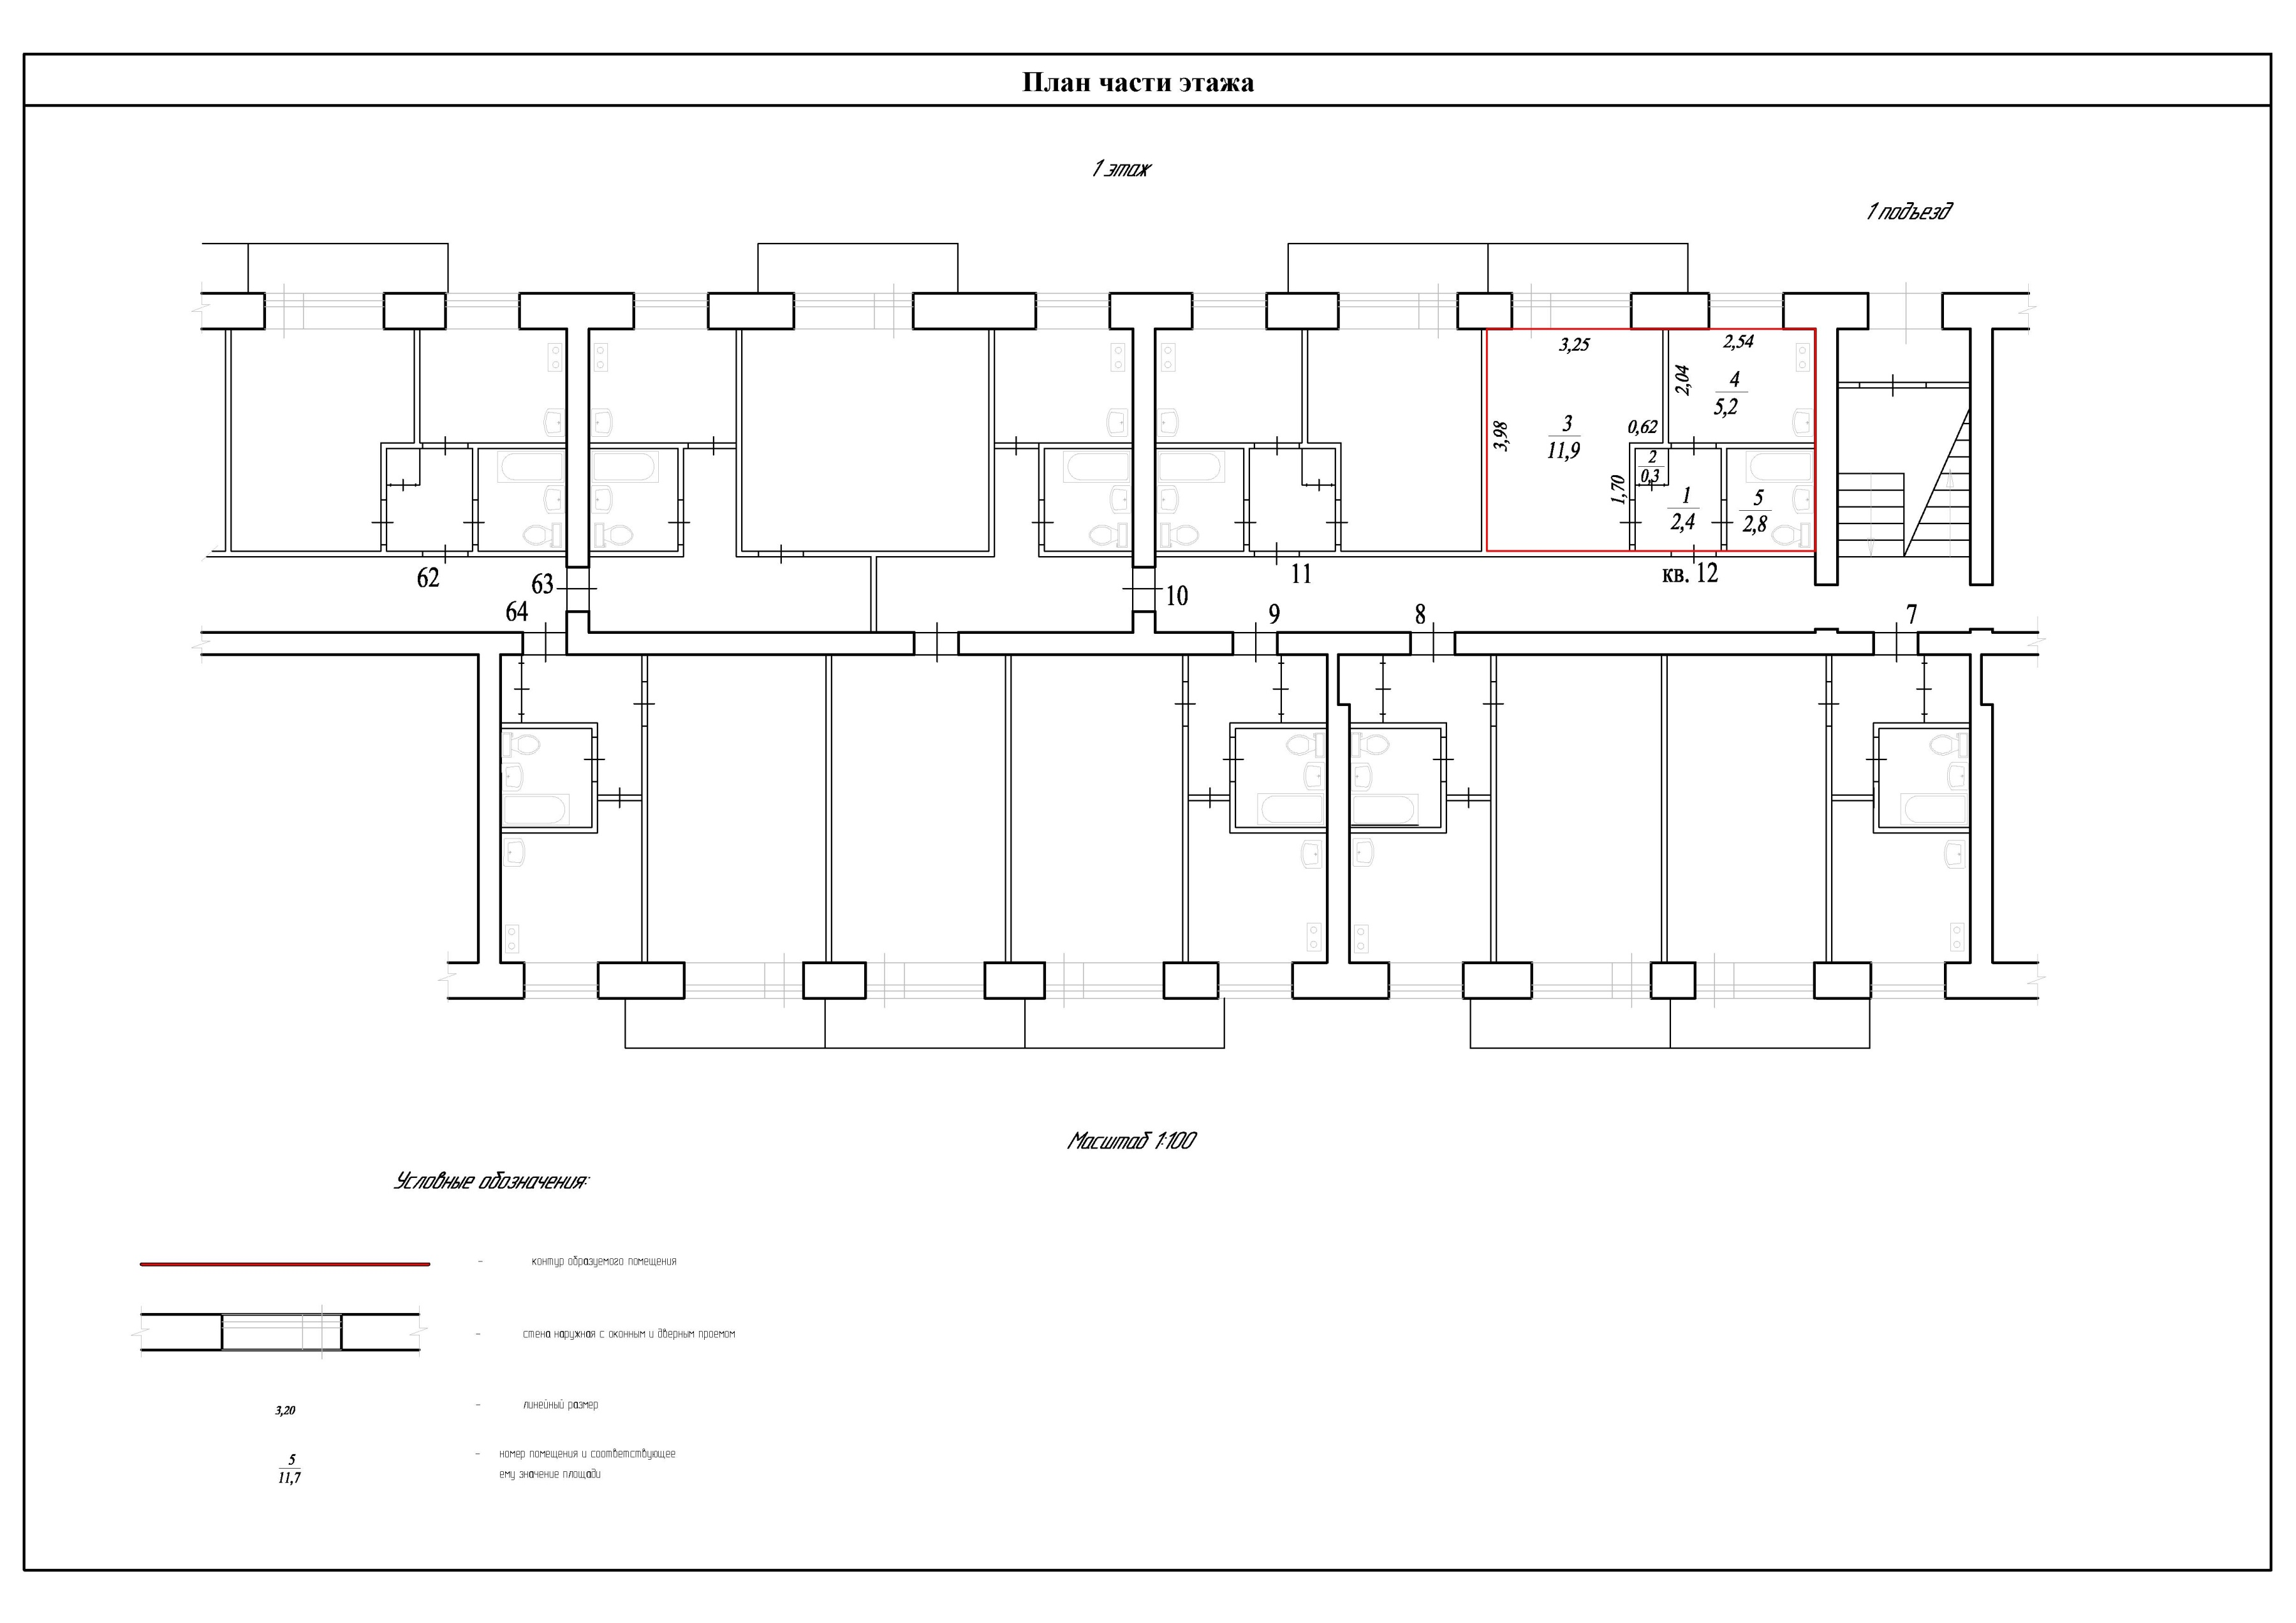 План части этажа
1 этаж
1 подъезд
3,25
2,54
2,04
4
5,2
3,98
3
11,9
0,62
2
0,3
1,70
1
2,4
5
2,8
62
63
64
10
11
кв. 12
9
8
7
Масштаб 1:100
Условные обозначения:
- контур образуемого помещения
- стена наружная с оконным и дверным проемом
3,20 - линейный размер
5
11,7
- номер помещения и соответствующее
ему значение площади